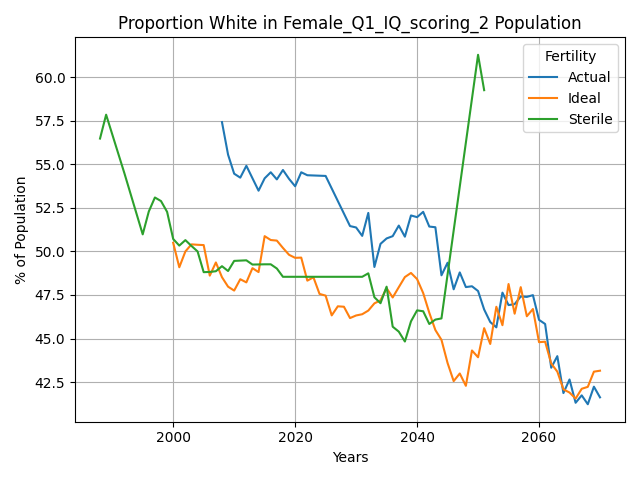 Proportion White in Female_Q1_IQ_scoring_2 Population
Fertility
Actual
Ideal
Sterile
% of Population
60.0
57.5
55.0
52.5
50.0
47.5
45.0
42.5
2000
2020
2040
2060
Years